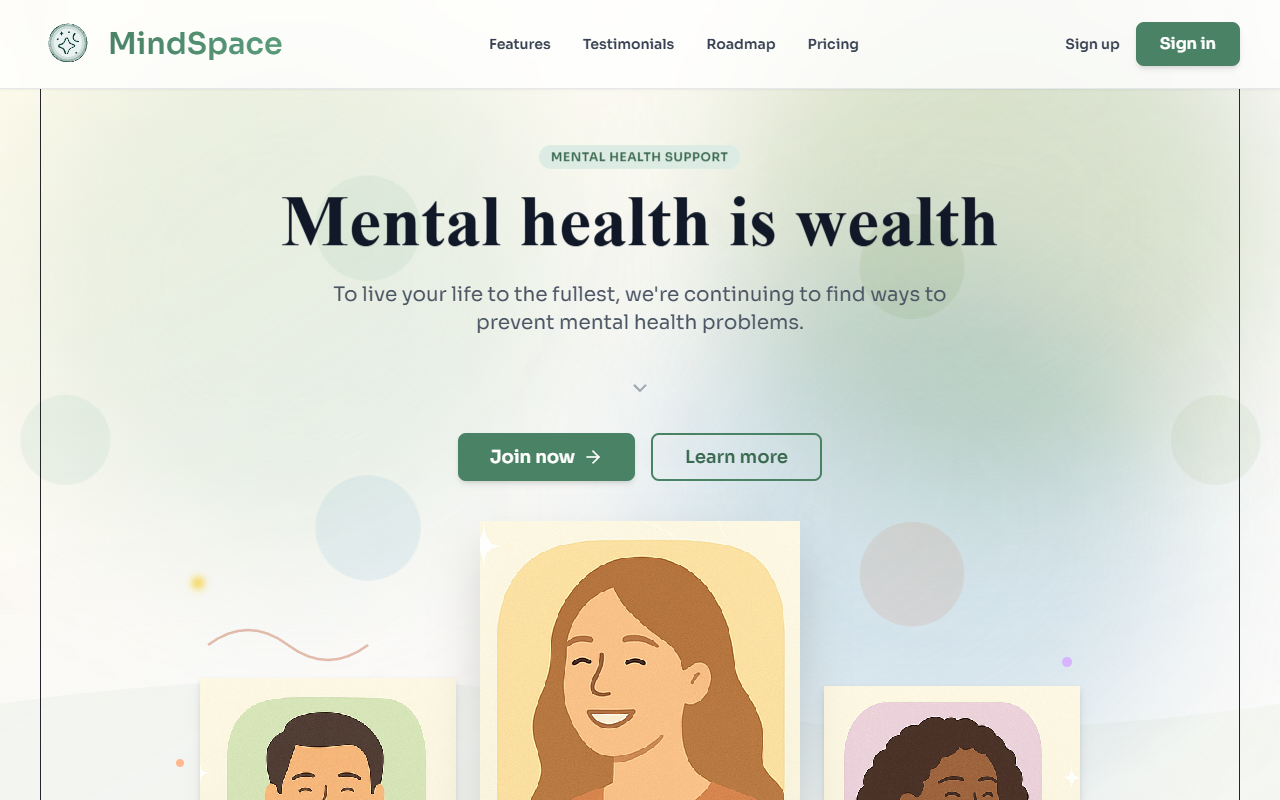 MindSpace
Features
Testimonials
Roadmap
Pricing
Sign up
Sign in
MENTAL HEALTH SUPPORT
Mental health is wealth
To live your life to the fullest, we're continuing to find ways to
prevent mental health problems.
Join now
Learn more